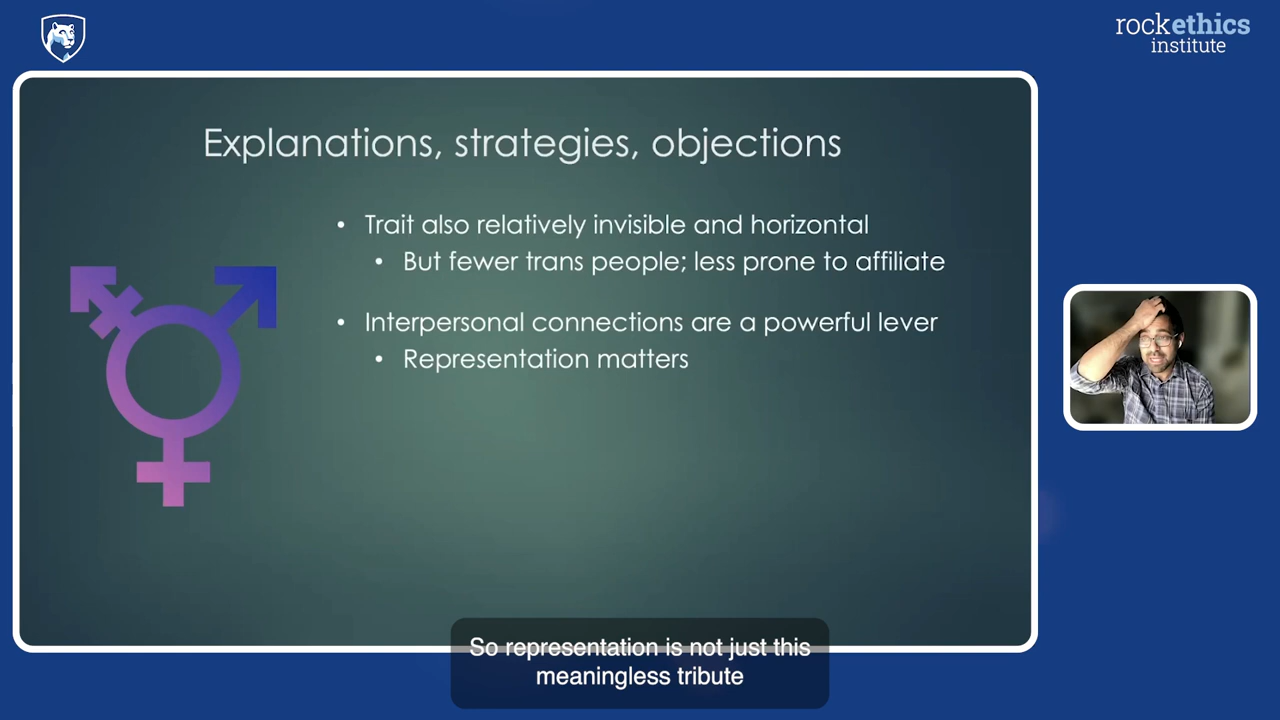 rockethics
institute
Explanations, strategies, objections
• Trait also relatively invisible and horizontal
• But fewer trans people; less prone to affiliate
• Interpersonal connections are a powerful lever
• Representation matters
So representation is not just this
meaningless tribute